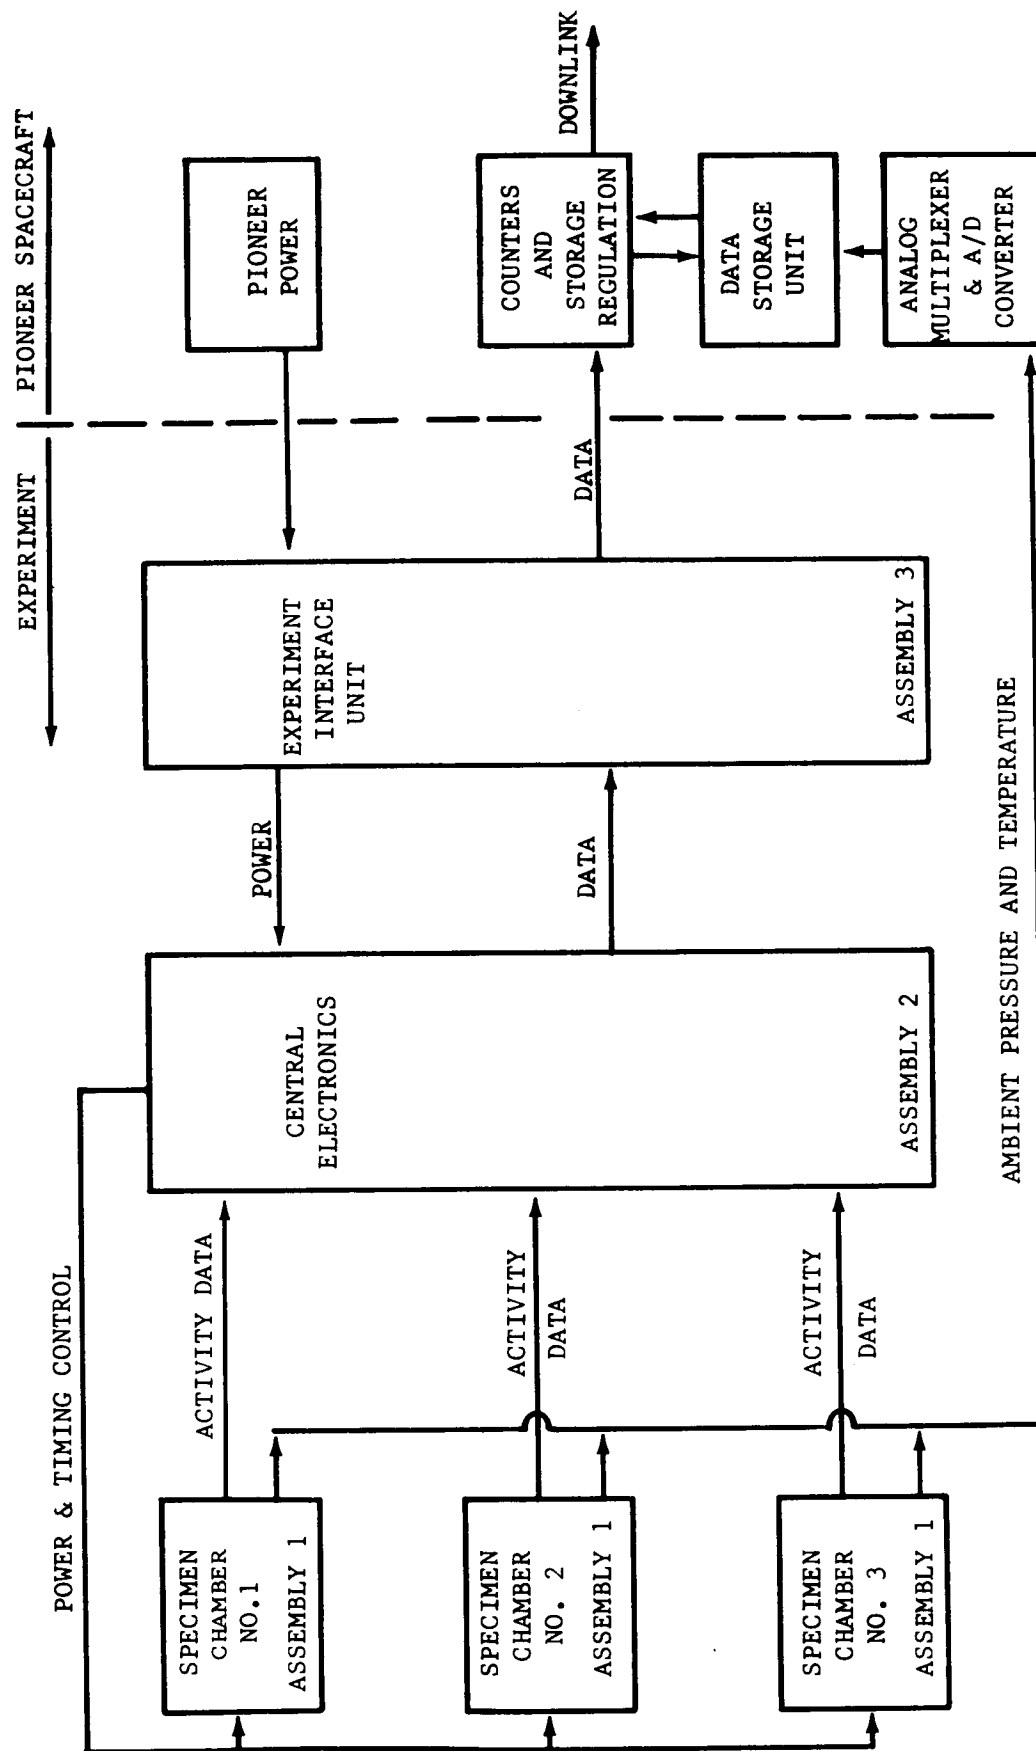 EXPERIMENT
PIONEER SPACECRAFT
POWER & TIMING CONTROL
SPECIMEN
CHAMBER
NO.1
ASSEMBLY 1
ACTIVITY DATA
SPECIMEN
CHAMBER
NO. 2
ASSEMBLY 1
ACTIVITY
DATA
SPECIMEN
CHAMBER
NO. 3
ASSEMBLY 1
ACTIVITY
DATA
CENTRAL
ELECTRONICS
ASSEMBLY 2
POWER
DATA
EXPERIMENT
INTERFACE
UNIT
ASSEMBLY 3
DATA
PIONEER
POWER
COUNTERS
AND
STORAGE
REGULATION
DOWNLINK
DATA
STORAGE
UNIT
ANALOG
MULTIPLEXER
& A/D
CONVERTER
AMBIENT PRESSURE AND TEMPERATURE